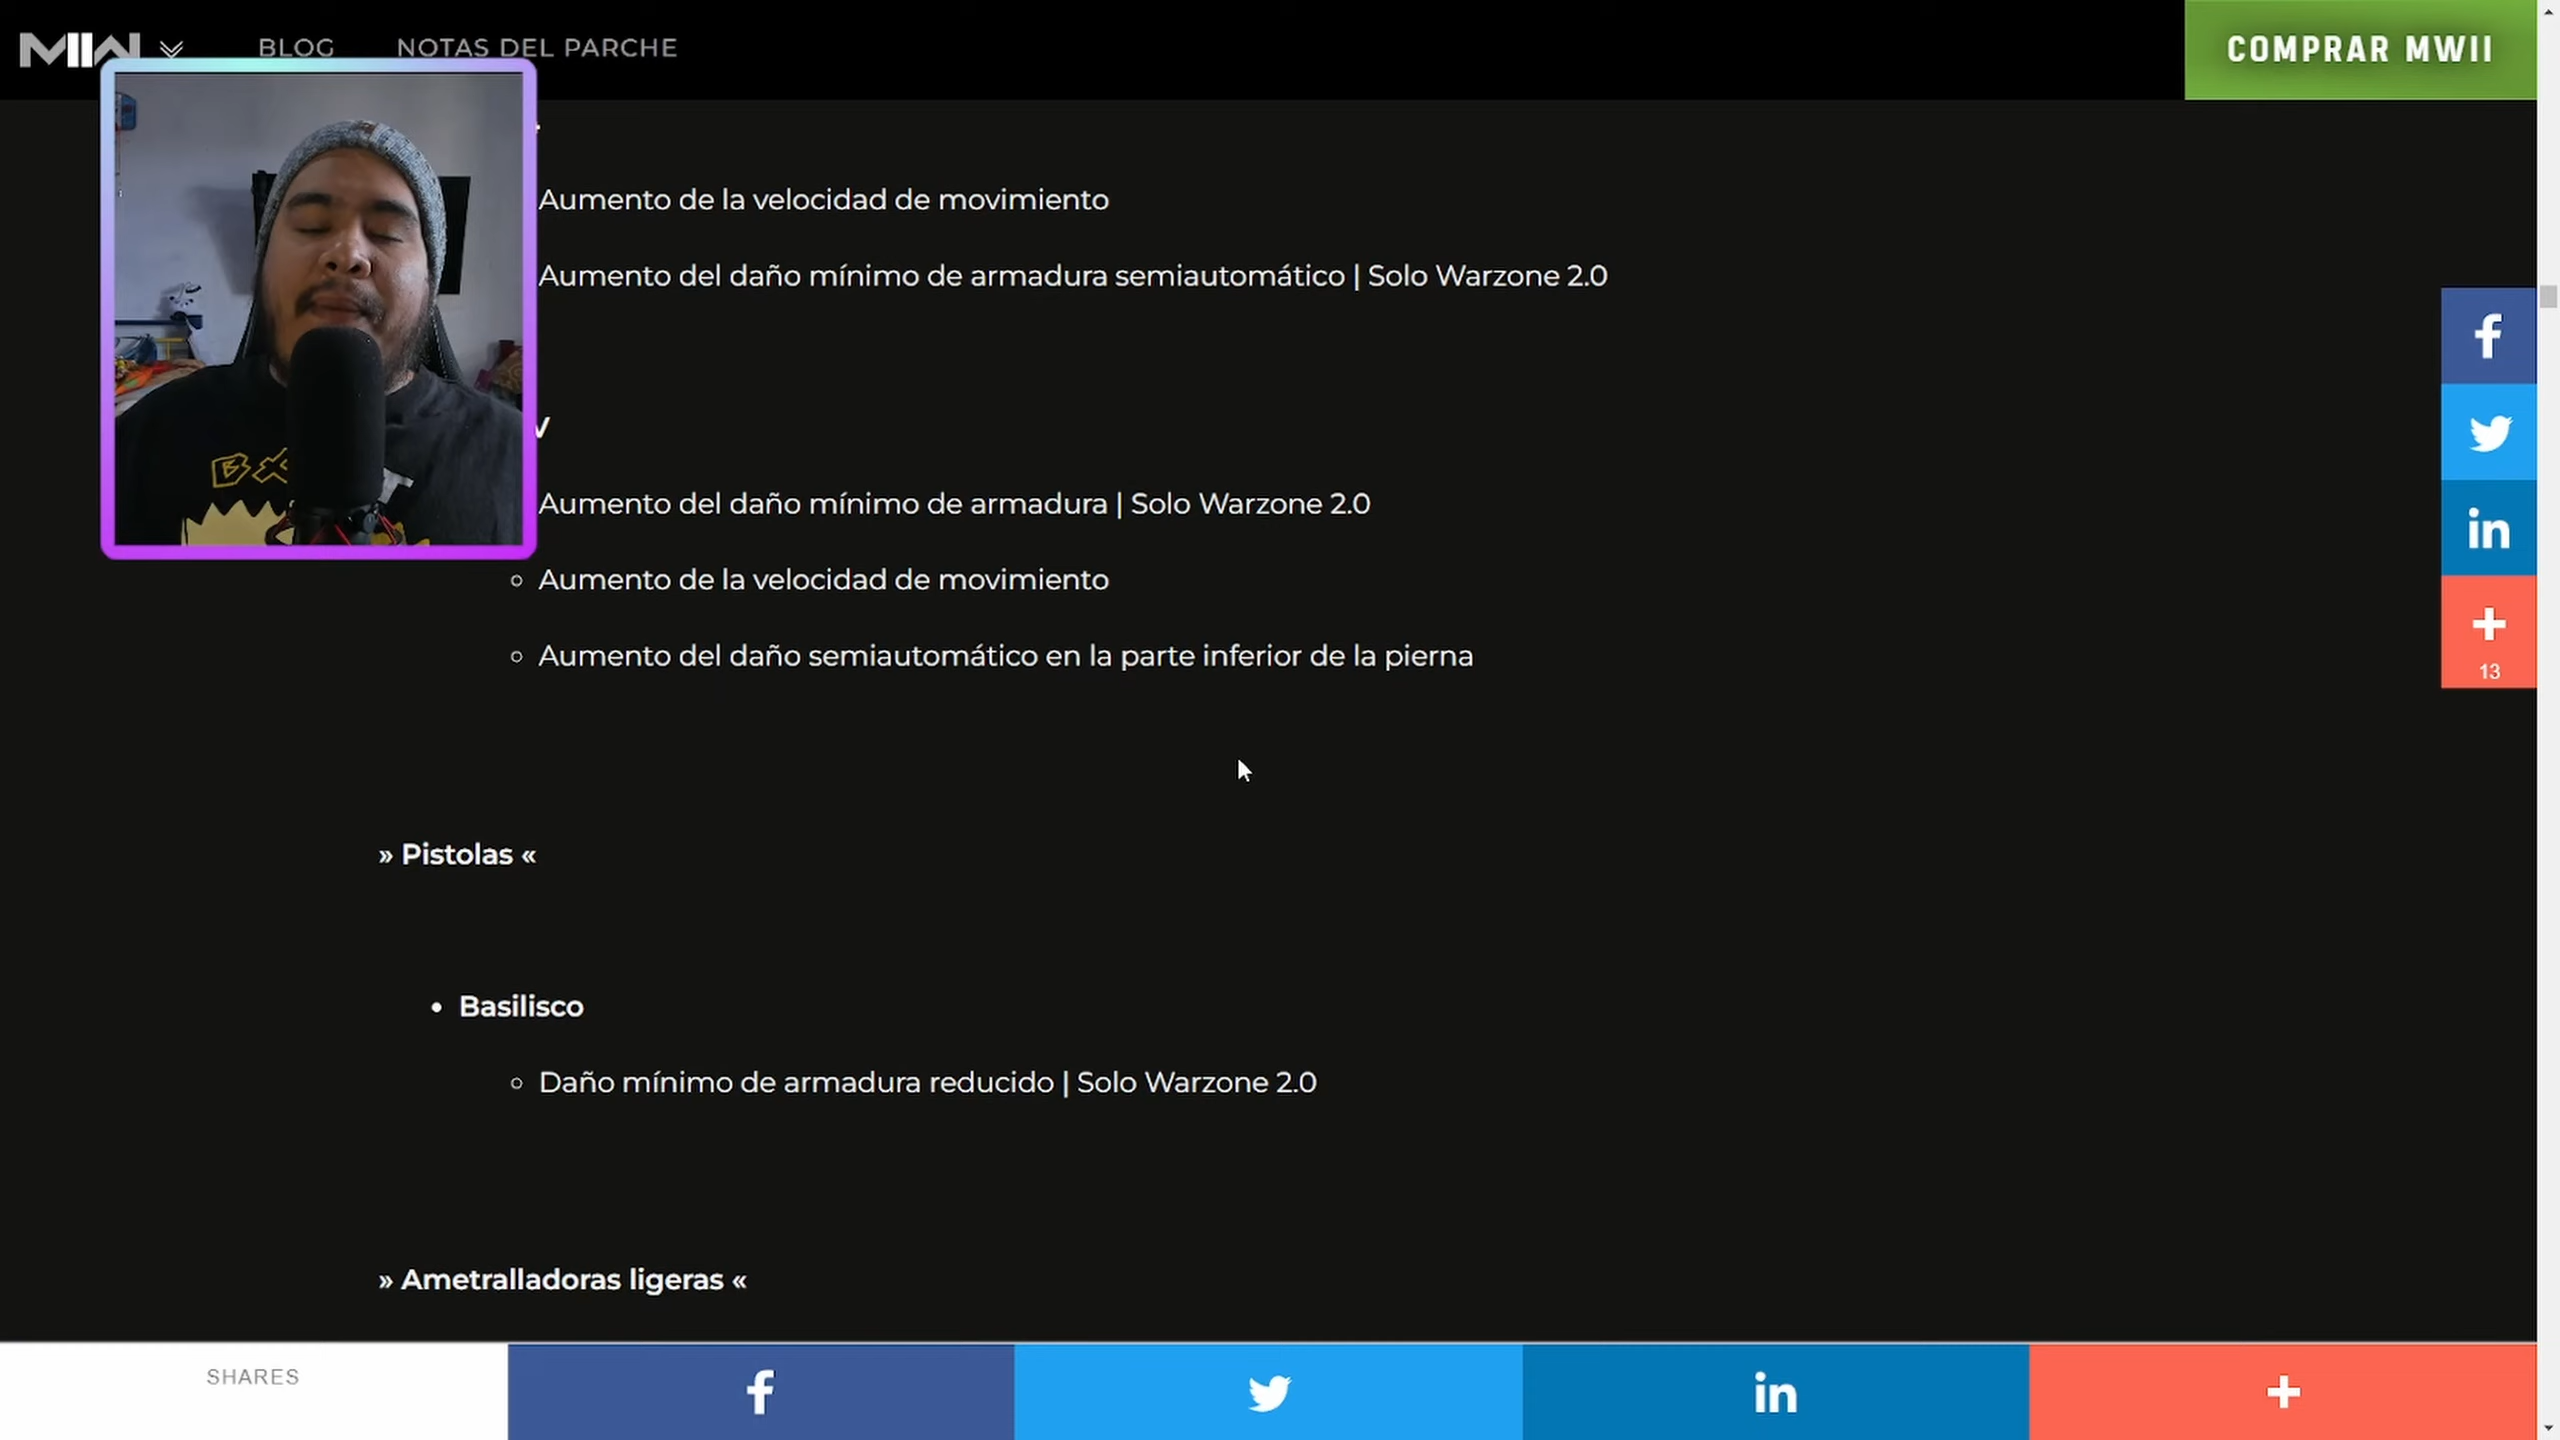 MW
BLOG
NOTAS DEL PARCHE
COMPRAR MWII
Aumento de la velocidad de movimiento
Aumento del daño mínimo de armadura semiautomático | Solo Warzone 2.0
V
Aumento del daño mínimo de armadura | Solo Warzone 2.0
Aumento de la velocidad de movimiento
Aumento del daño semiautomático en la parte inferior de la pierna
13
» Pistolas «
Basilisco
Daño mínimo de armadura reducido | Solo Warzone 2.0
» Ametralladoras ligeras «
SHARES